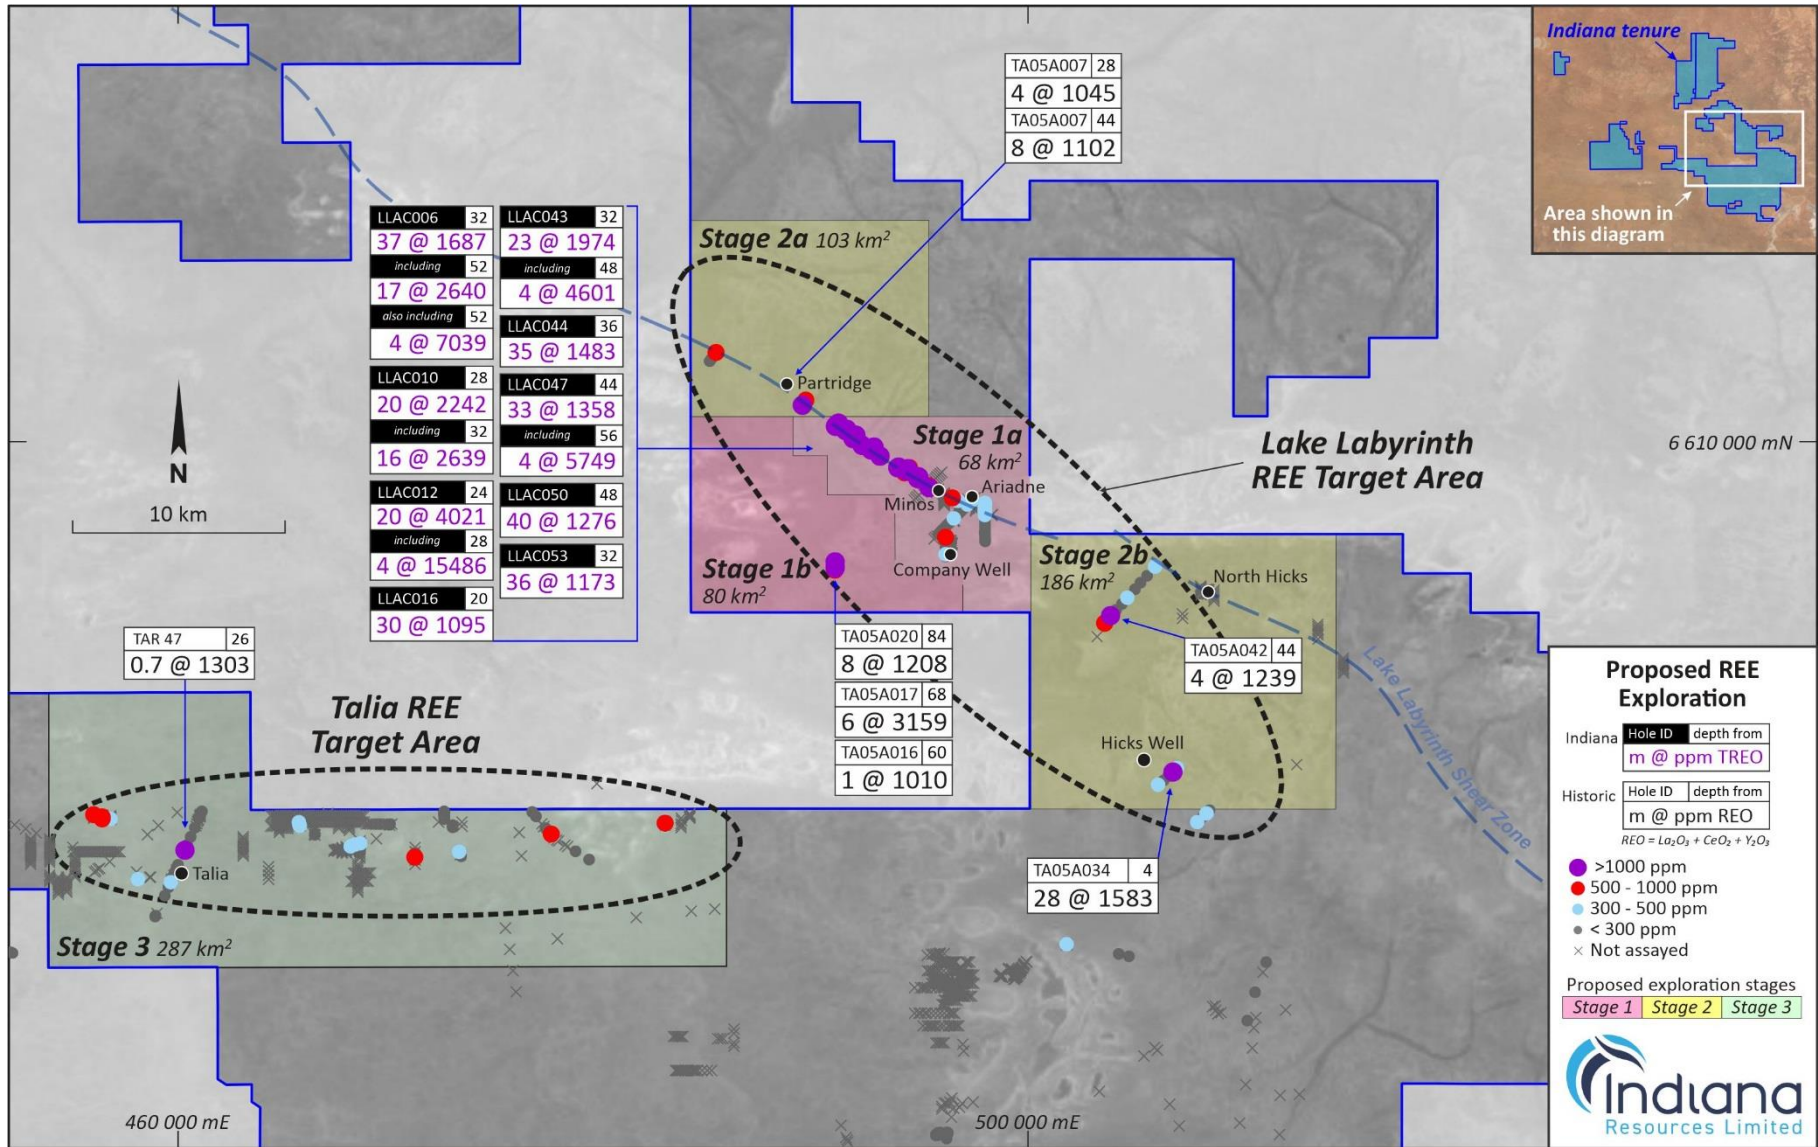 Indiana tenure
Area shown in
this diagram
TA05A007 28
4 @ 1045
TA05A007 44
8 @ 1102
LLAC006 32
37 @ 1687
including 52
17 @ 2640
also including 52
4 @ 7039
LLAC010 28
20 @ 2242
including 32
16 @ 2639
LLAC012 24
20 @ 4021
including 28
4 @ 15486
LLAC016 20
30 @ 1095
LLAC043 32
23 @ 1974
including 48
4 @ 4601
LLAC044 36
35 @ 1483
LLAC047 44
33 @ 1358
including 56
4 @ 5749
LLAC050 48
40 @ 1276
LLAC053 32
36 @ 1173
Stage 2a 103 km²
Partridge
Stage 1a
68 km²
Lake Labyrinth
REE Target Area
6 610 000 mN
N
10 km
Minos
Ariadne
Company Well
Stage 1b
80 km²
Stage 2b
186 km²
North Hicks
Lake Labyrinth Shear Zone
TAR 47 26
0.7 @ 1303
TA05A020 84
8 @ 1208
TA05A017 68
6 @ 3159
TA05A016 60
1 @ 1010
TA05A042 44
4 @ 1239
Talia REE
Target Area
Hicks Well
Talia
TA05A034 4
28 @ 1583
Stage 3 287 km²
460 000 mE
500 000 mE
Proposed REE
Exploration
Indiana
Hole ID depth from
m @ ppm TREO
Historic
Hole ID depth from
m @ ppm REO
REO = La₂O₃ + CeO₂ + Y₂O₃
>1000 ppm
500 - 1000 ppm
300 - 500 ppm
< 300 ppm
Not assayed
Proposed exploration stages
Stage 1 Stage 2 Stage 3
Indiana
Resources Limited